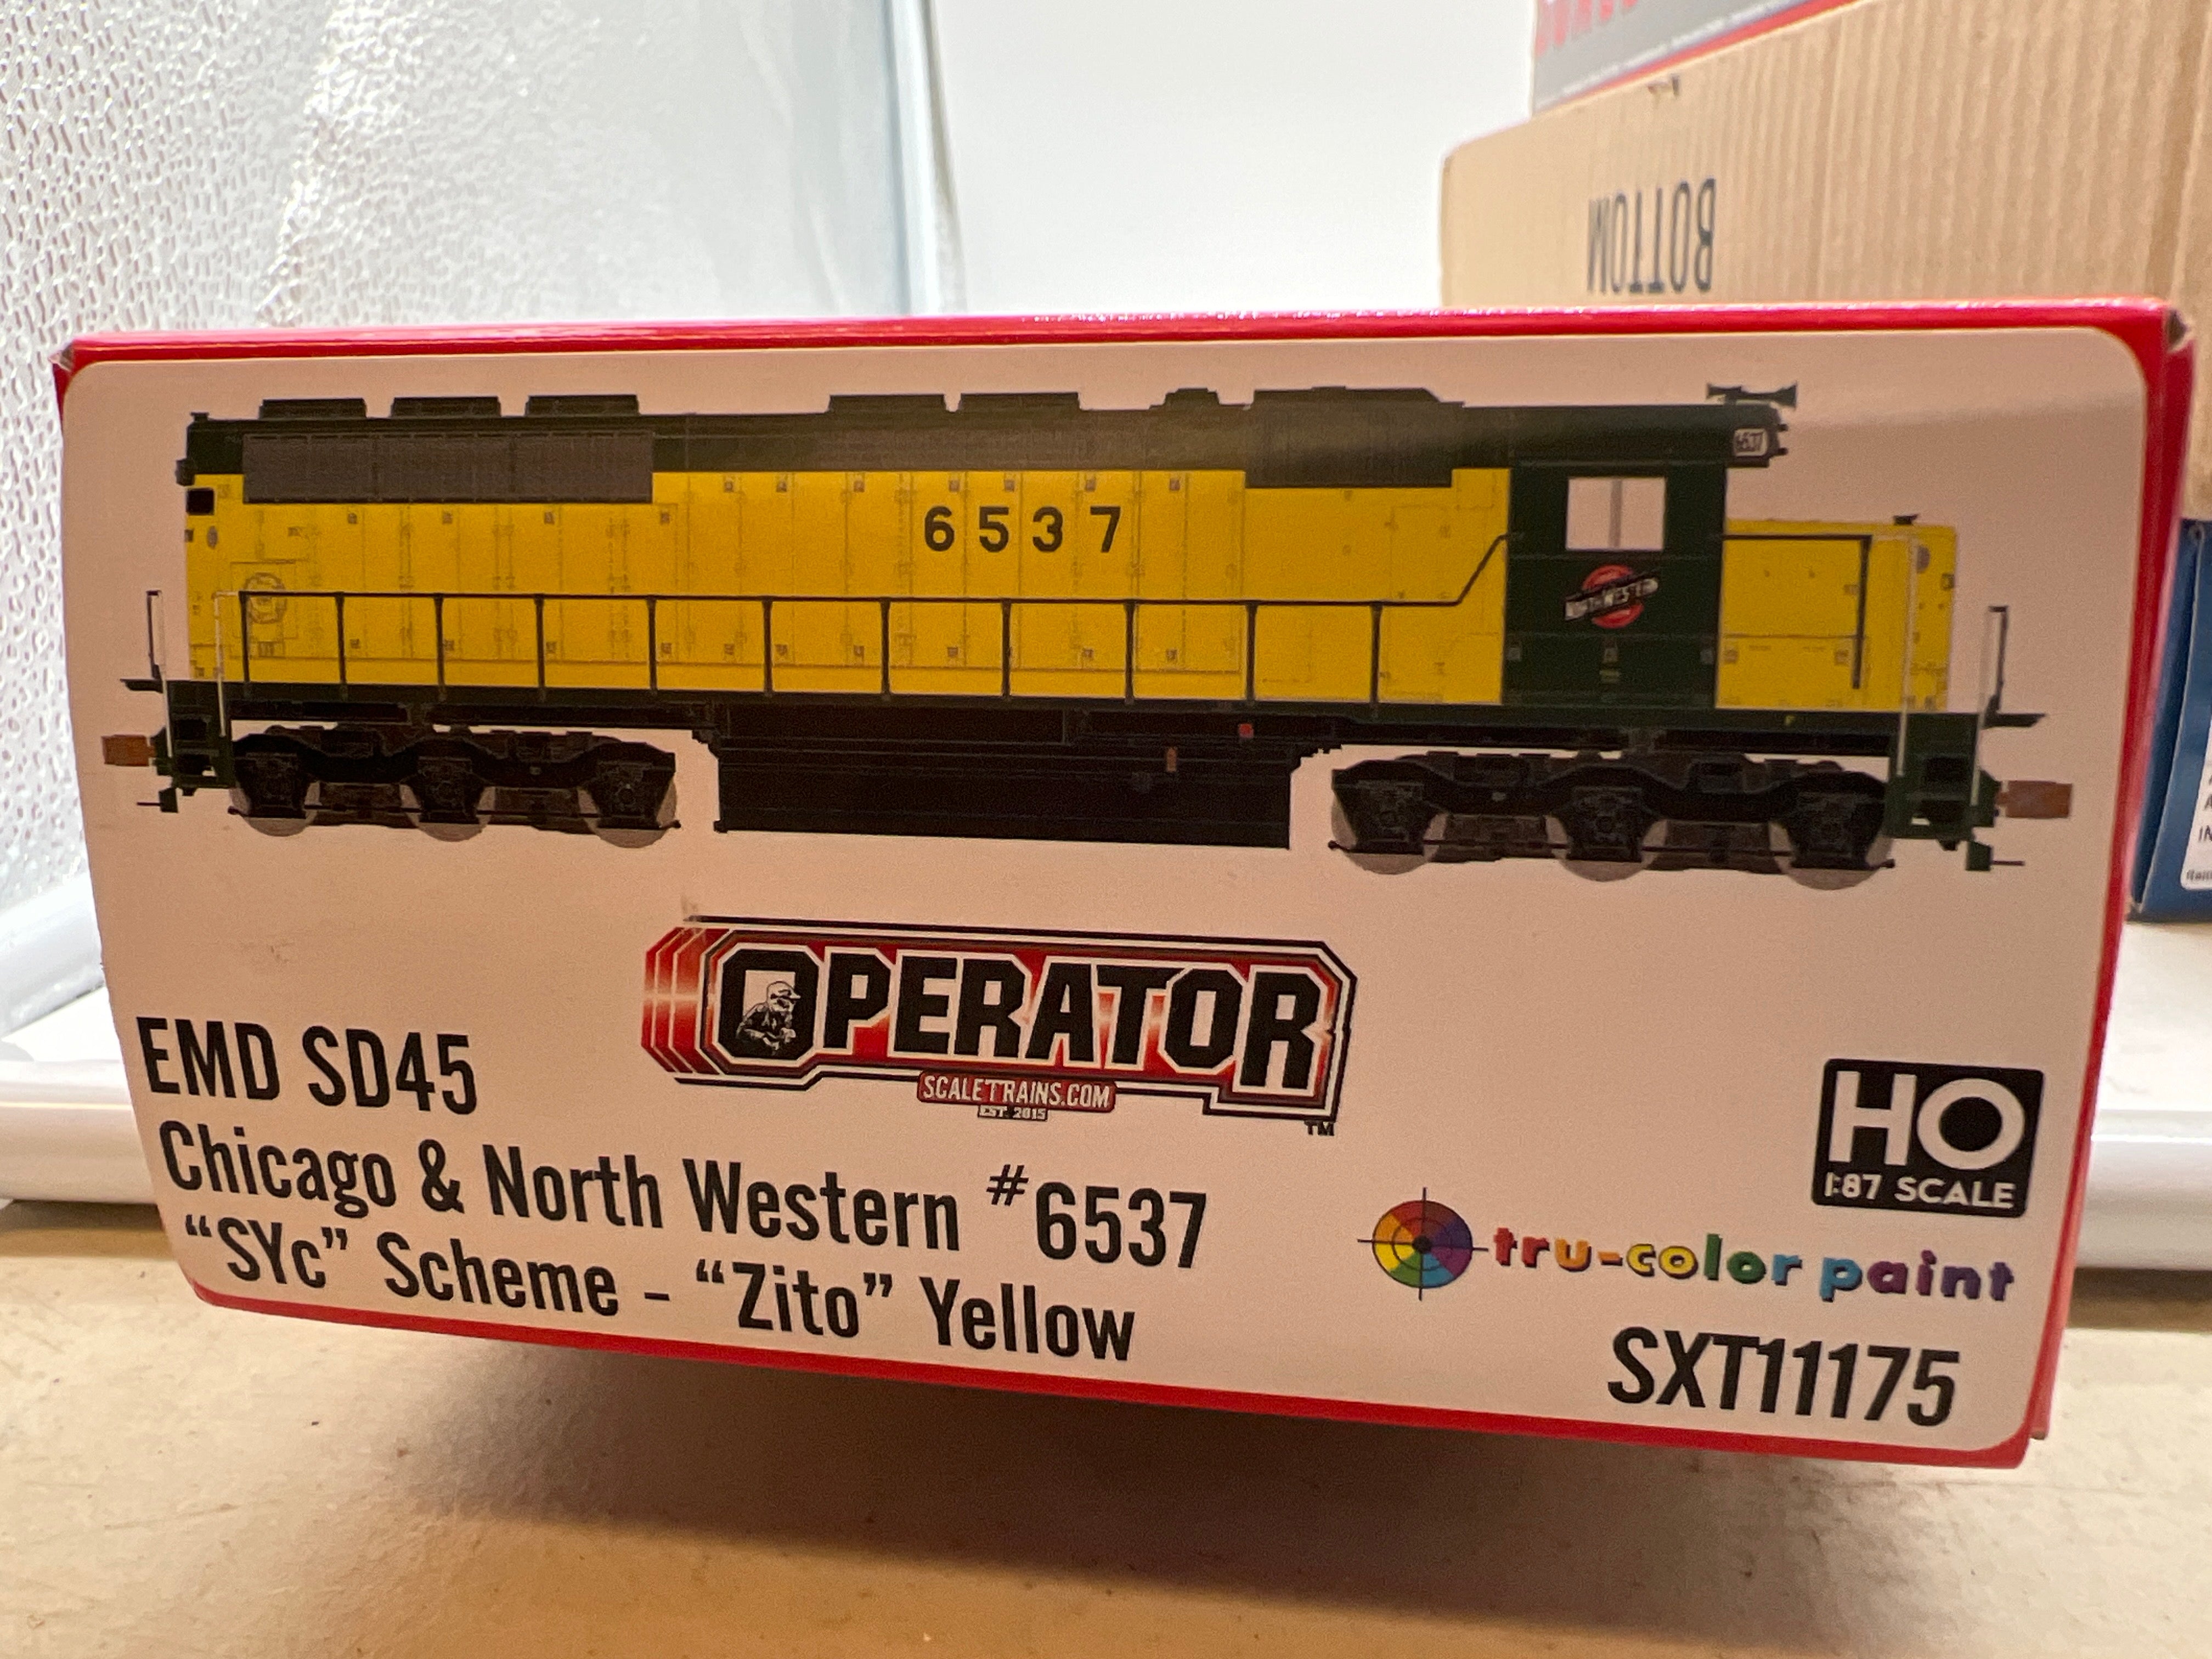 BOTTOM
6537
6537
NORTH WESTERN
OPERATOR
SCALETRAINS.COM
EST. 2015
TM
EMD SD45
Chicago & North Western #6537
“SYc” Scheme - “Zito” Yellow
HO
1:87 SCALE
tru-color paint
SXT11175